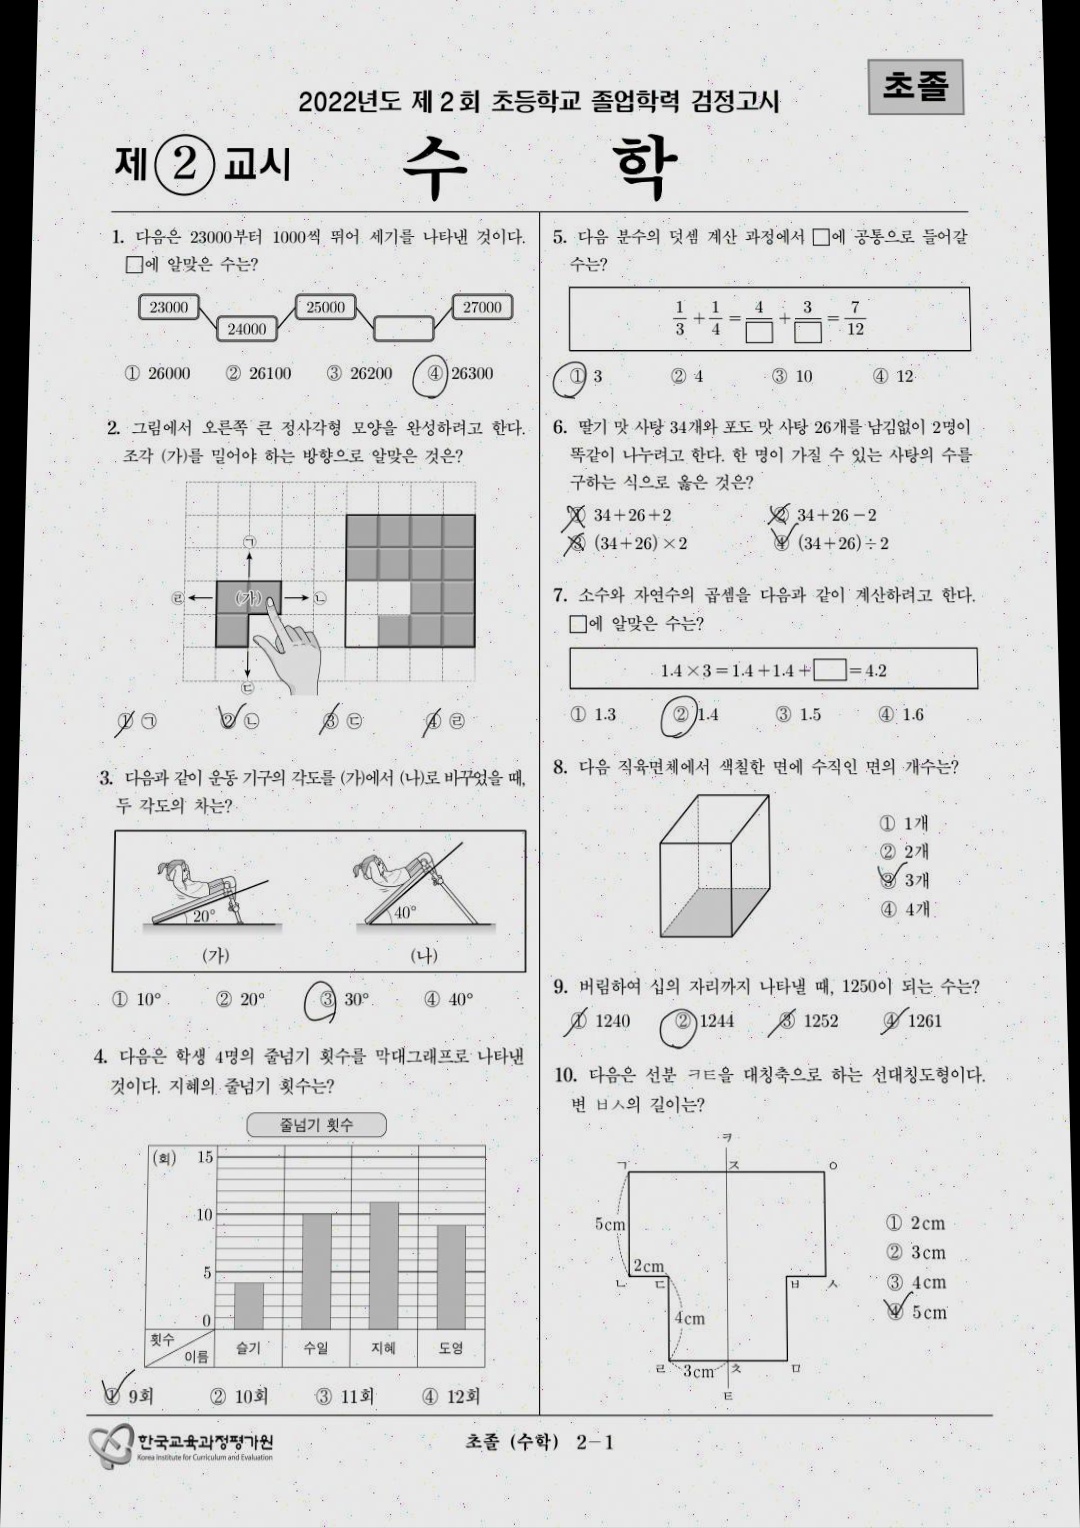 초졸
2022년도 제 2 회 초등학교 졸업학력 검정고시
제 ② 교시 수 학
1. 다음은 23000부터 1000씩 뛰어 세기를 나타낸 것이다.
□에 알맞은 수는?
23000 25000 27000
24000
① 26000 ② 26100 ③ 26200 ④ 26300
2. 그림에서 오른쪽 큰 정사각형 모양을 완성하려고 한다.
조각 (가)를 밀어야 하는 방향으로 알맞은 것은?
㉠
㉣ (가) ㉡
㉢
① ㉠ ② ㉡ ③ ㉢ ④ ㉣
3. 다음과 같이 운동 기구의 각도를 (가)에서 (나)로 바꾸었을 때,
두 각도의 차는?
20° 40°
(가) (나)
① 10° ② 20° ③ 30° ④ 40°
4. 다음은 학생 4명의 줄넘기 횟수를 막대그래프로 나타낸
것이다. 지혜의 줄넘기 횟수는?
줄넘기 횟수
(회) 15
10
5
0
횟수
이름 슬기 수일 지혜 도영
① 9회 ② 10회 ③ 11회 ④ 12회
5. 다음 분수의 덧셈 계산 과정에서 □에 공통으로 들어갈
수는?
1/3 + 1/4 = 4/□ + 3/□ = 7/12
① 3 ② 4 ③ 10 ④ 12
6. 딸기 맛 사탕 34개와 포도 맛 사탕 26개를 남김없이 2명이
똑같이 나누려고 한다. 한 명이 가질 수 있는 사탕의 수를
구하는 식으로 옳은 것은?
① 34+26+2 ② 34+26-2
③ (34+26)×2 ④ (34+26)÷2
7. 소수와 자연수의 곱셈을 다음과 같이 계산하려고 한다.
□에 알맞은 수는?
1.4×3=1.4+1.4+□=4.2
① 1.3 ② 1.4 ③ 1.5 ④ 1.6
8. 다음 직육면체에서 색칠한 면에 수직인 면의 개수는?
① 1개
② 2개
③ 3개
④ 4개
9. 버림하여 십의 자리까지 나타낼 때, 1250이 되는 수는?
① 1240 ② 1244 ③ 1252 ④ 1261
10. 다음은 선분 ㅋㅌ을 대칭축으로 하는 선대칭도형이다.
변 ㅂㅅ의 길이는?
ㅋ
ㄱ ㅈ ㅇ
5cm
2cm
ㄴ ㄷ ㅂ ㅅ
4cm
ㄹ 3cm ㅊ ㅁ
ㅌ
① 2cm
② 3cm
③ 4cm
④ 5cm
한국교육과정평가원
Korea Institute for Curriculum and Evaluation
초졸 (수학) 2-1